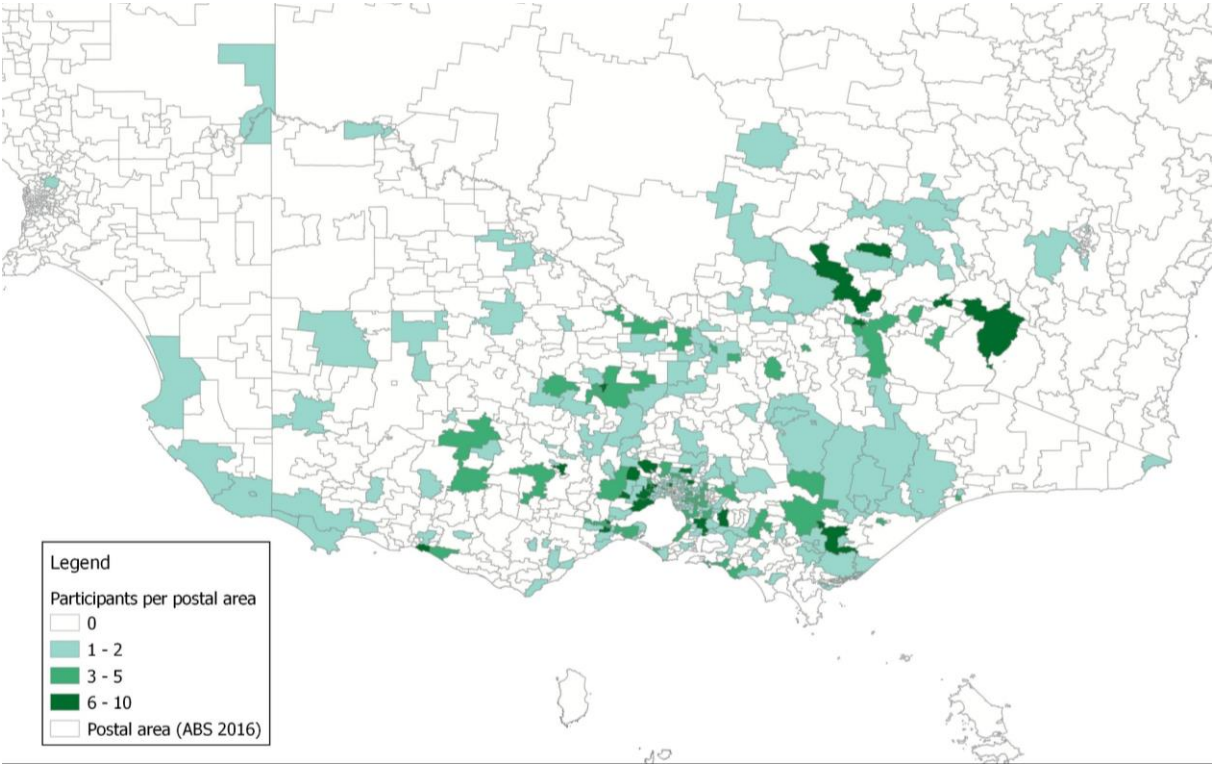 Legend
Participants per postal area
0
1 - 2
3 - 5
6 - 10
Postal area (ABS 2016)